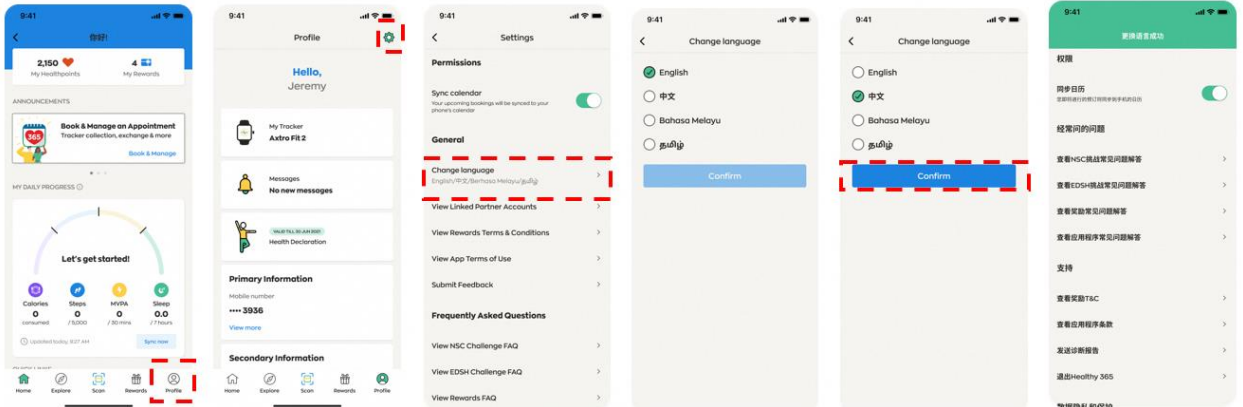 9:41
你好!
2,150
My Healthpoints
4
My Rewards
ANNOUNCEMENTS
365
Book & Manage an Appointment
Tracker collection, exchange & more
Book & Manage
MY DAILY PROGRESS
Let's get started!
Calories
0
consumed
Steps
0
/ 5,000
MVPA
0
/ 30 mins
Sleep
0.0
/ 7 hours
Updated today, 9:27 AM
Sync now
Home
Explore
Scan
Rewards
Profile
9:41
Profile
Hello,
Jeremy
My Tracker
Axtro Fit 2
Messages
No new messages
VALID TILL 30 JUN 2021
Health Declaration
Primary Information
Mobile number
•••• 3936
View more
Secondary Information
Home
Explore
Scan
Rewards
Profile
9:41
Settings
Permissions
Sync calendar
Your upcoming bookings will be synced to your
phone's calendar
General
Change language
English/中文/Berhasa Melayu/தமிழ்
View Linked Partner Accounts
View Rewards Terms & Conditions
View App Terms of Use
Submit Feedback
Frequently Asked Questions
View NSC Challenge FAQ
View EDSH Challenge FAQ
View Rewards FAQ
9:41
Change language
English
中文
Bahasa Melayu
தமிழ்
Confirm
9:41
Change language
English
中文
Bahasa Melayu
தமிழ்
Confirm
9:41
更换语言成功
权限
同步日历
经常问的问题
查看NSC挑战常见问题解答
查看EDSH挑战常见问题解答
查看奖励常见问题解答
查看应用程序常见问题解答
支持
查看奖励T&C
查看应用程序条款
发送诊断报告
退出Healthy 365